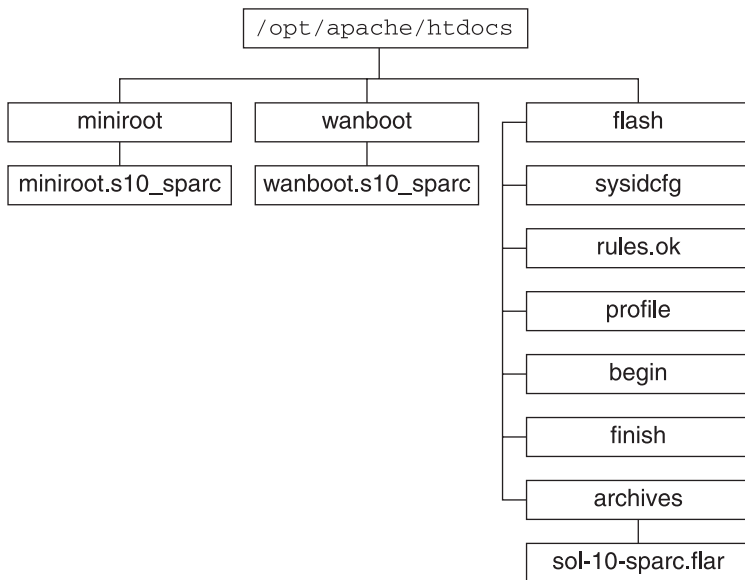 /opt/apache/htdocs
miniroot
wanboot
flash
miniroot.s10_sparc
wanboot.s10_sparc
sysidcfg
rules.ok
profile
begin
finish
archives
sol-10-sparc.flar